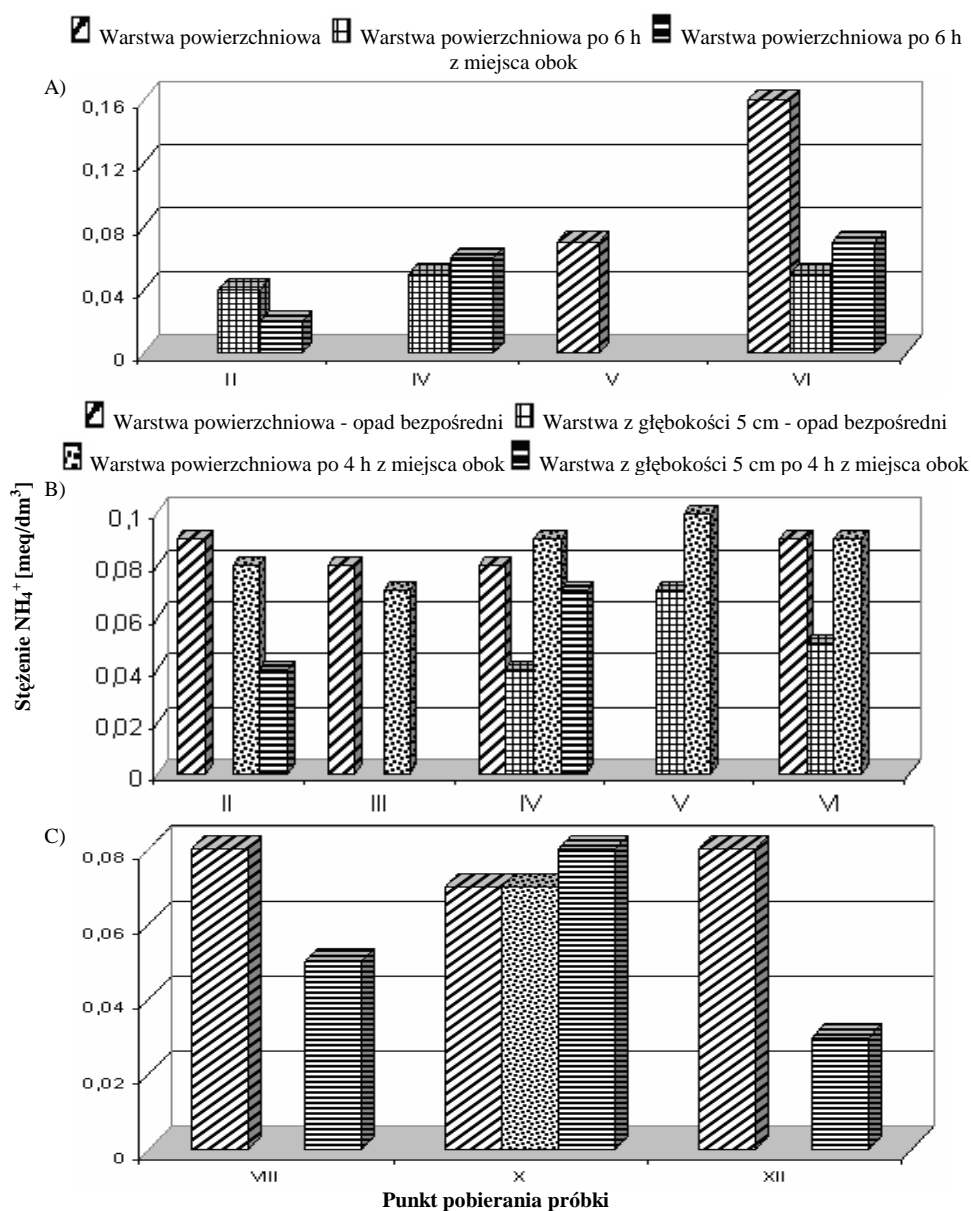 Warstwa powierzchniowa Warstwa powierzchniowa po 6 h Warstwa powierzchniowa po 6 h
z miejsca obok
A)
0,16
0,12
0,08
0,04
0
II IV V VI
Warstwa powierzchniowa - opad bezpośredni Warstwa z głębokości 5 cm - opad bezpośredni
Warstwa powierzchniowa po 4 h z miejsca obok Warstwa z głębokości 5 cm po 4 h z miejsca obok
B)
Stężenie NH₄⁺ [meq/dm³]
0,1
0,08
0,06
0,04
0,02
0
II III IV V VI
C)
0,08
0,06
0,04
0,02
0
VIII X XII
Punkt pobierania próbki